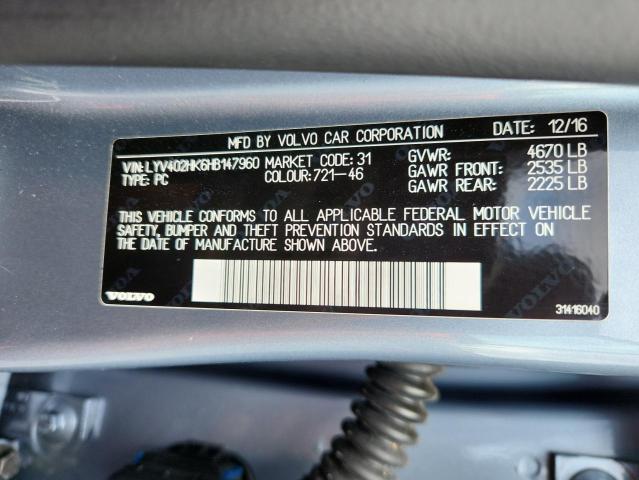 MFD BY VOLVO CAR CORPORATION DATE: 12/16
VIN: LYV402HK6HB147960 MARKET CODE: 31 GVWR: 4670 LB
TYPE: PC COLOUR: 721-46 GAWR FRONT: 2535 LB
GAWR REAR: 2225 LB
THIS VEHICLE CONFORMS TO ALL APPLICABLE FEDERAL MOTOR VEHICLE
SAFETY, BUMPER AND THEFT PREVENTION STANDARDS IN EFFECT ON
THE DATE OF MANUFACTURE SHOWN ABOVE.
VOLVO 31416040